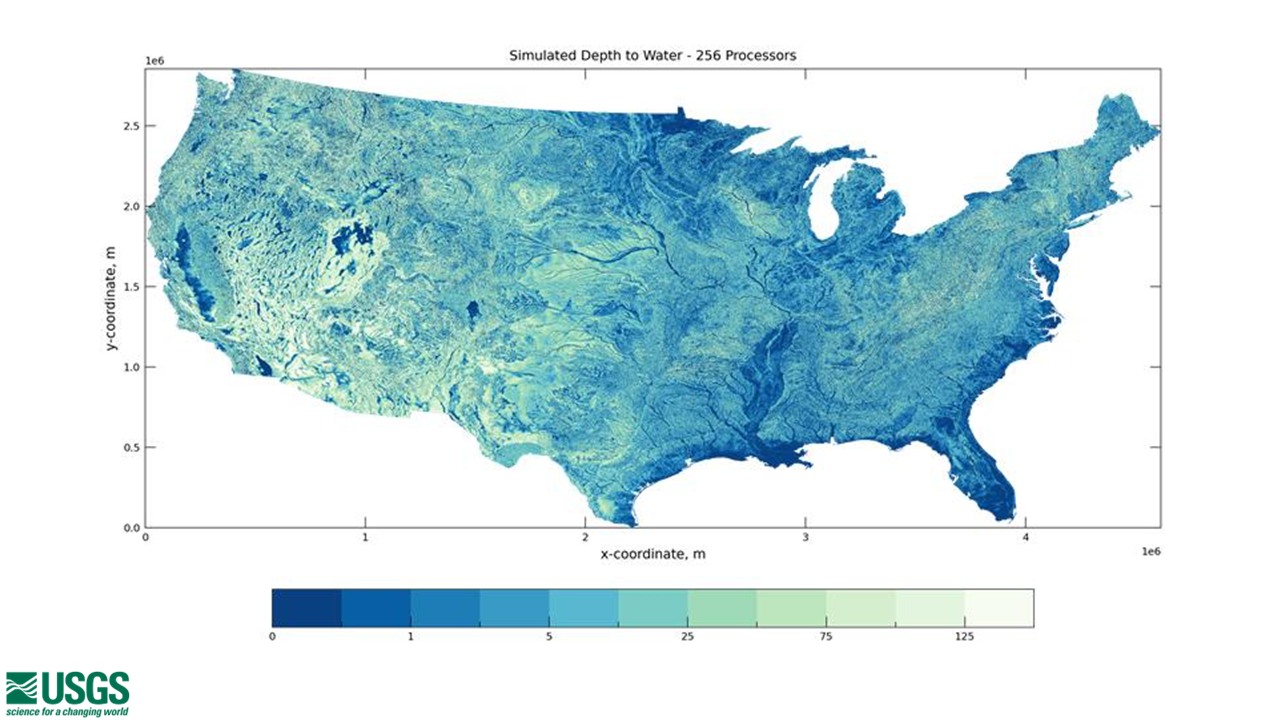 Simulated Depth to Water - 256 Processors
1e6
2.5
2.0
1.5
1.0
0.5
0.0
y-coordinate, m
0 1 2 3 4
1e6
x-coordinate, m
0 1 5 25 75 125
USGS
science for a changing world